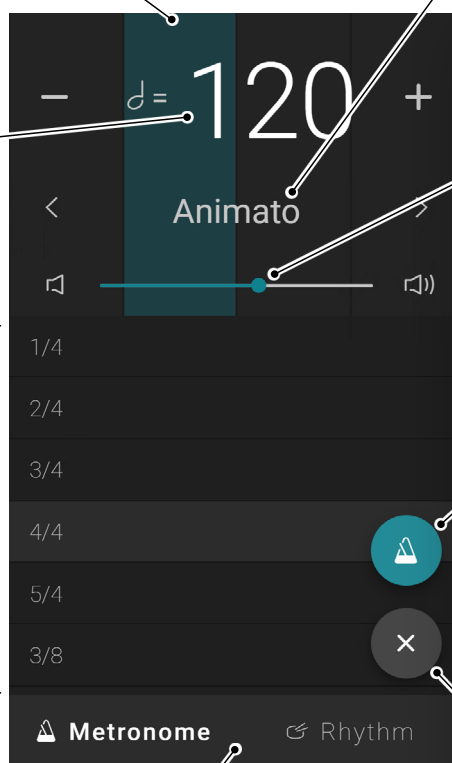 − 𝅗𝅥 = 120 +
< Animato >
1/4
2/4
3/4
4/4
5/4
3/8
Metronome Rhythm